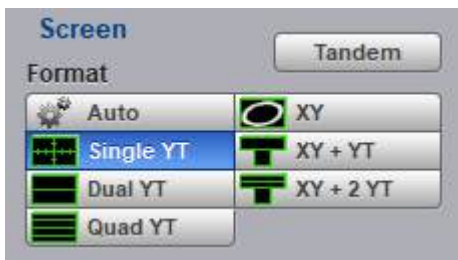 Screen
Tandem
Format
Auto
XY
Single YT
XY + YT
Dual YT
XY + 2 YT
Quad YT